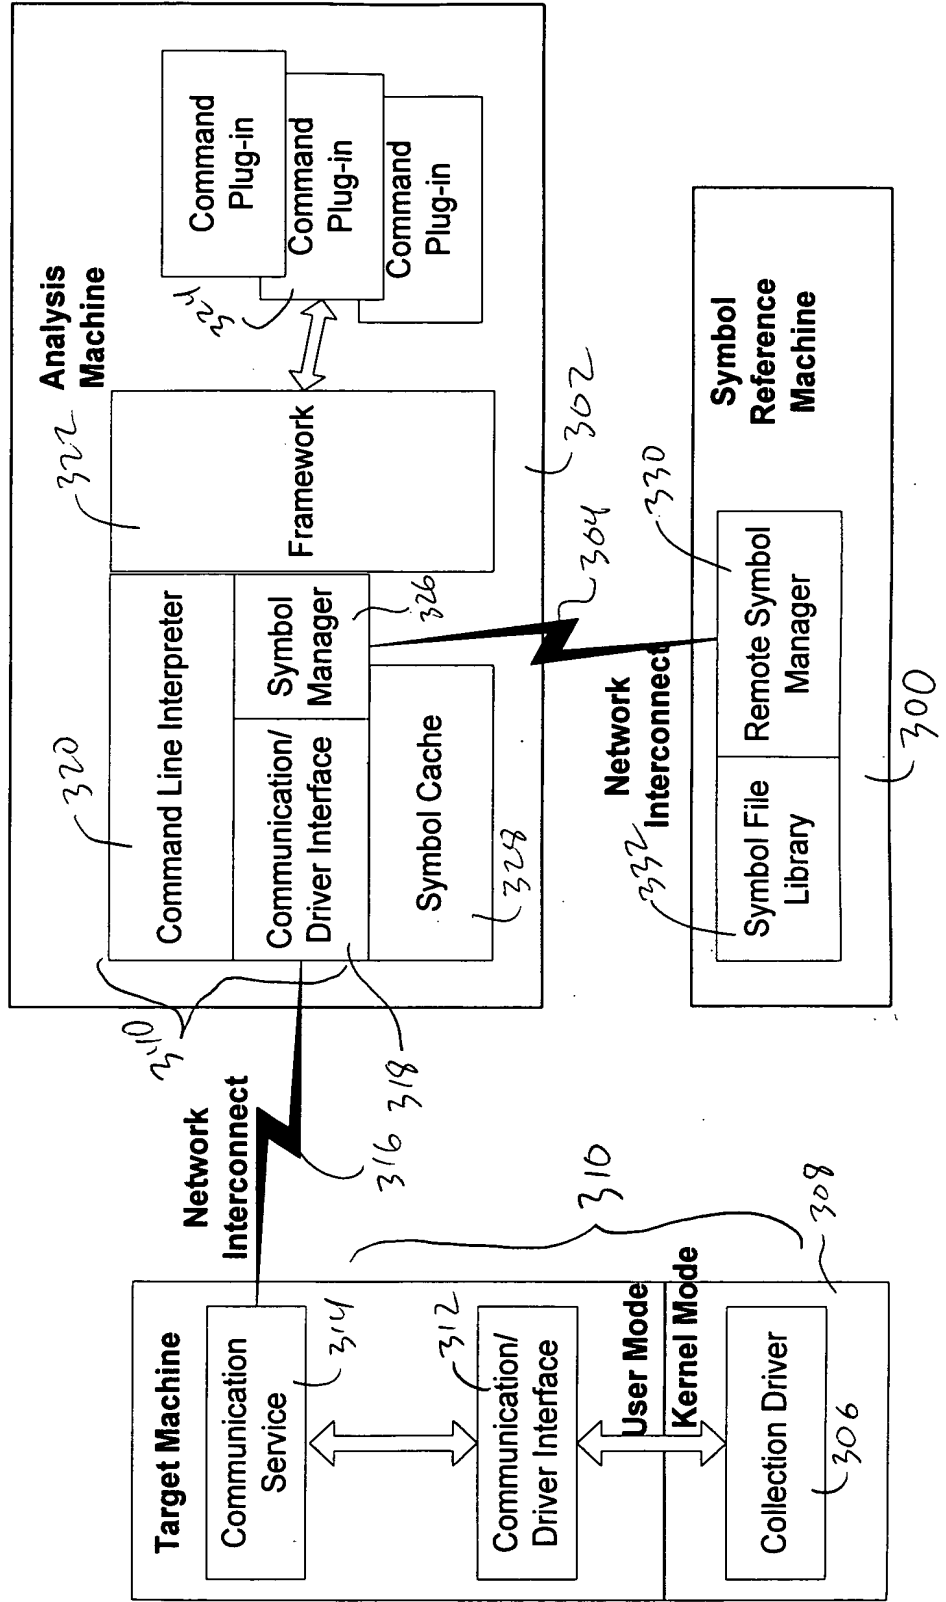 Target Machine
Communication
Service
314
Communication/
Driver Interface
312
User Mode
Kernel Mode
Collection Driver
306
308
310
Network
Interconnect
316
Analysis
Machine
340
320
Command Line Interpreter
Communication/
Driver Interface
318
Symbol
Manager
326
Symbol Cache
328
322
Framework
324
Command
Plug-in
Command
Plug-in
Command
Plug-in
302
304
Network
Interconnect
Symbol
Reference
Machine
330
Remote Symbol
Manager
332
Symbol File
Library
300